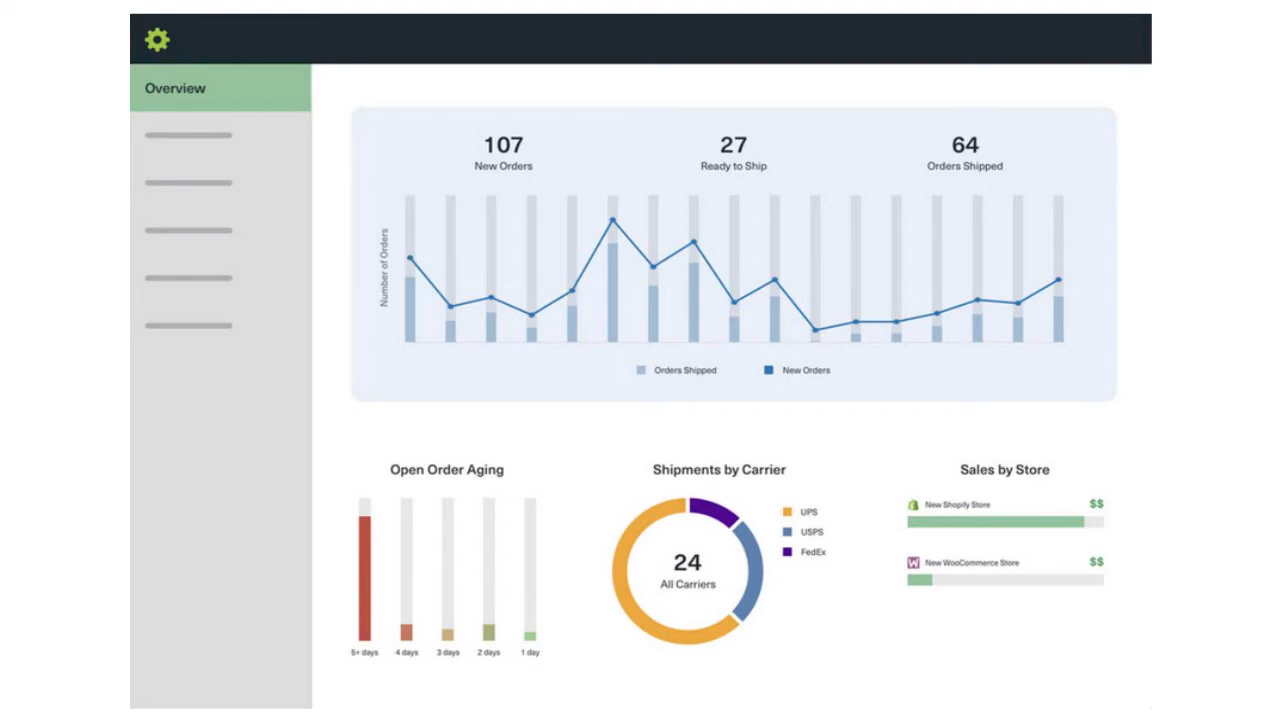 Overview
107
New Orders
27
Ready to Ship
64
Orders Shipped
Number of Orders
Orders Shipped
New Orders
Open Order Aging
5+ days
4 days
3 days
2 days
1 day
Shipments by Carrier
24
All Carriers
UPS
USPS
FedEx
Sales by Store
New Shopify Store
$$
W New WooCommerce Store
$$